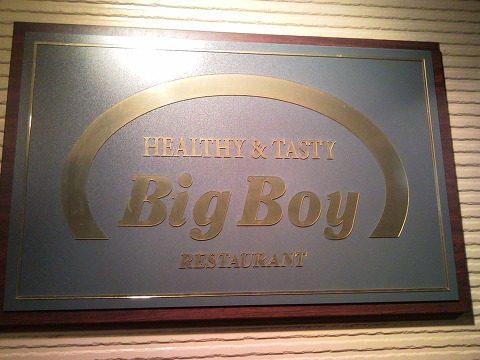 HEALTHY & TASTY
Big Boy
RESTAURANT